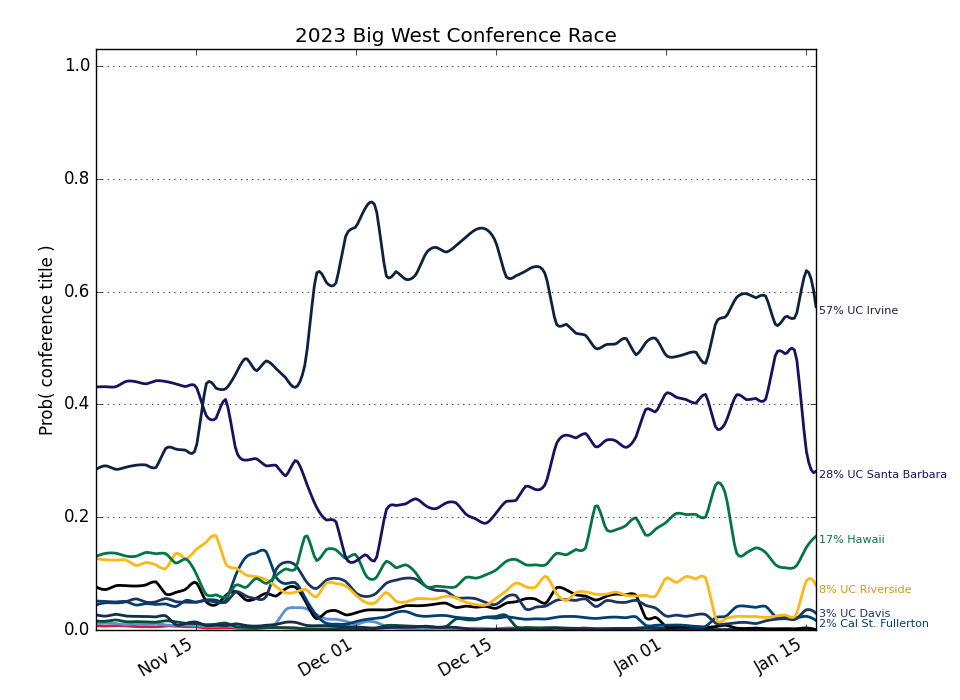 2023 Big West Conference Race
Prob( conference title )
1.0
0.8
0.6
0.4
0.2
0.0
Nov 15
Dec 01
Dec 15
Jan 01
Jan 15
57% UC Irvine
28% UC Santa Barbara
17% Hawaii
8% UC Riverside
3% UC Davis
2% Cal St. Fullerton